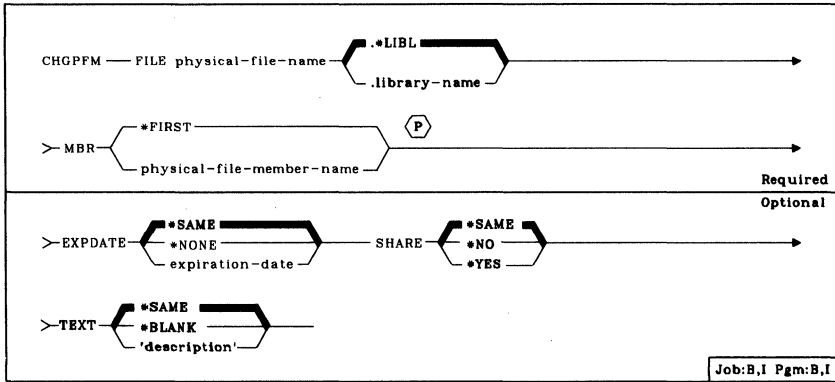 .*LIBL
CHGPFM FILE physical-file-name
.library-name
*FIRST
P
MBR
physical-file-member-name
Required
Optional
*SAME *SAME
EXPDATE *NONE SHARE *NO
expiration-date *YES
*SAME
TEXT *BLANK
'description'
Job:B,I Pgm:B,I